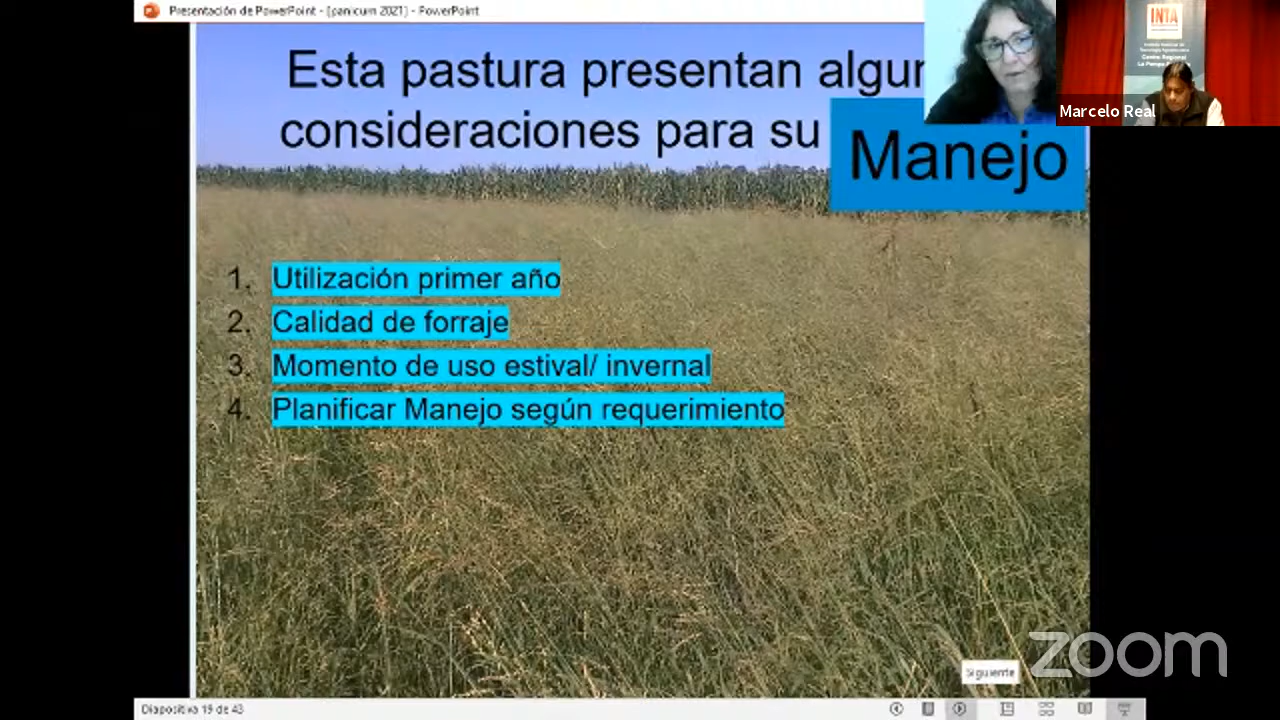 Presentación de PowerPoint - [panicum 2021] - PowerPoint
Esta pastura presentan algun
consideraciones para su
Manejo
1. Utilización primer año
2. Calidad de forraje
3. Momento de uso estival/ invernal
4. Planificar Manejo según requerimiento
INTA
Marcelo Real
Siguiente
zoom
Diapositiva 19 de 43